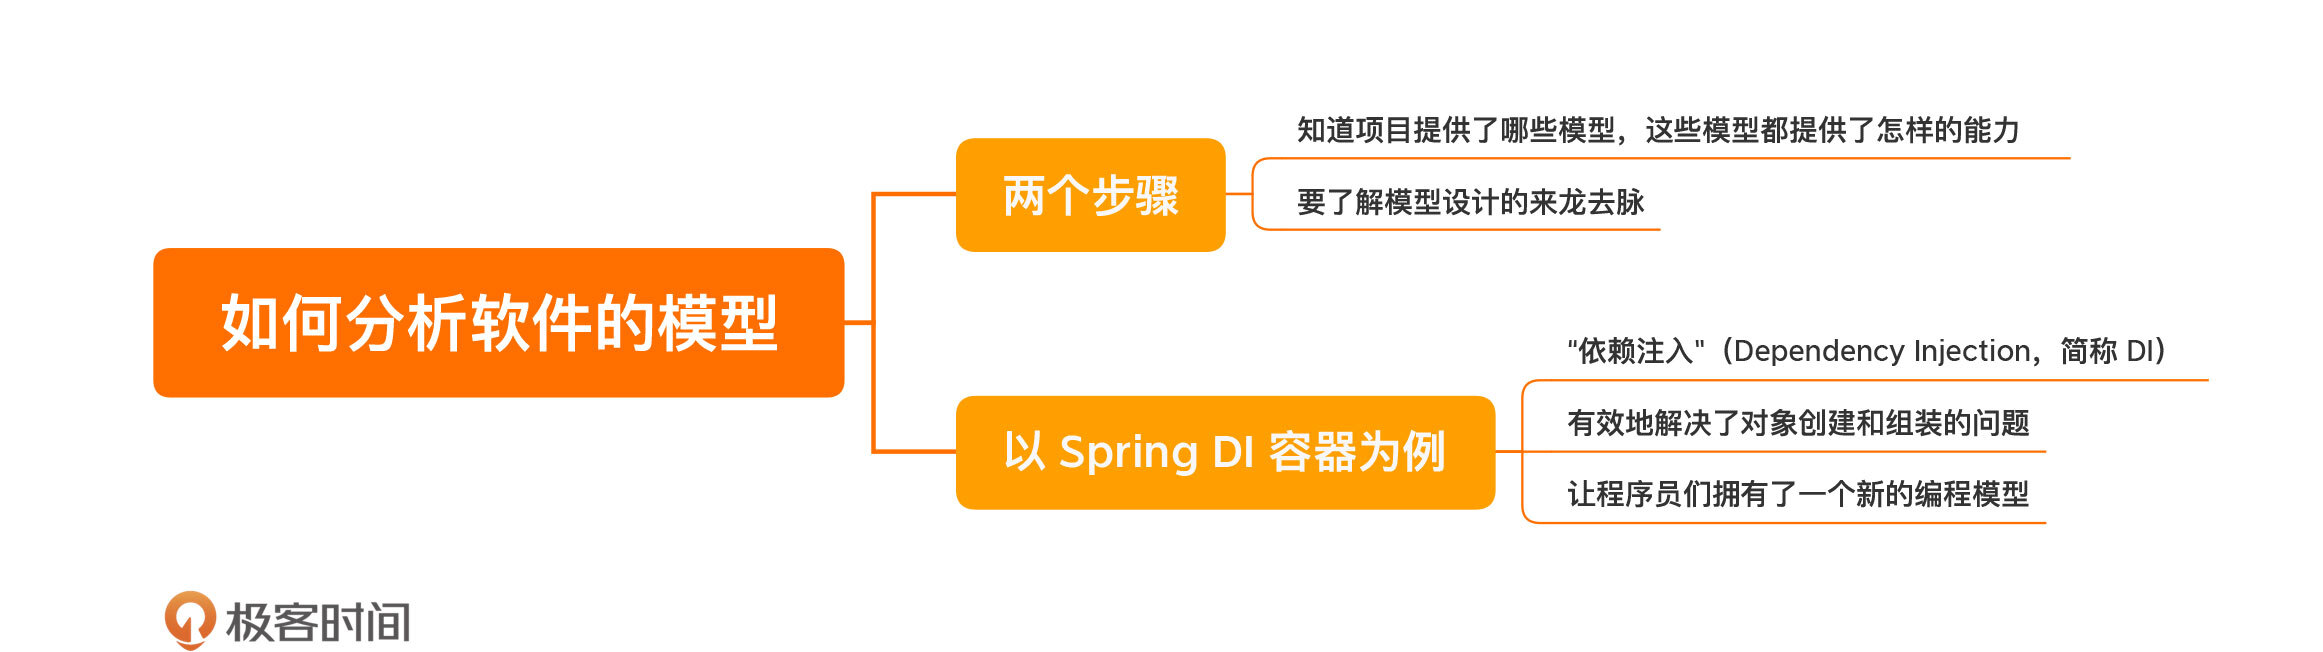 如何分析软件的模型
两个步骤
知道项目提供了哪些模型，这些模型都提供了怎样的能力
要了解模型设计的来龙去脉
以 Spring DI 容器为例
“依赖注入”（Dependency Injection，简称 DI）
有效地解决了对象创建和组装的问题
让程序员们拥有了一个新的编程模型
极客时间